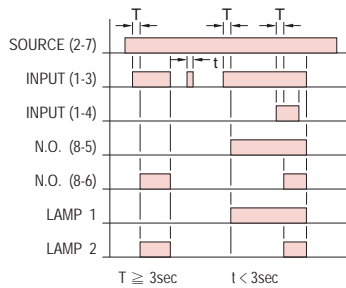 T T T
SOURCE (2-7)
INPUT (1-3)
t
INPUT (1-4)
N.O. (8-5)
N.O. (8-6)
LAMP 1
LAMP 2
T ≧ 3sec t < 3sec